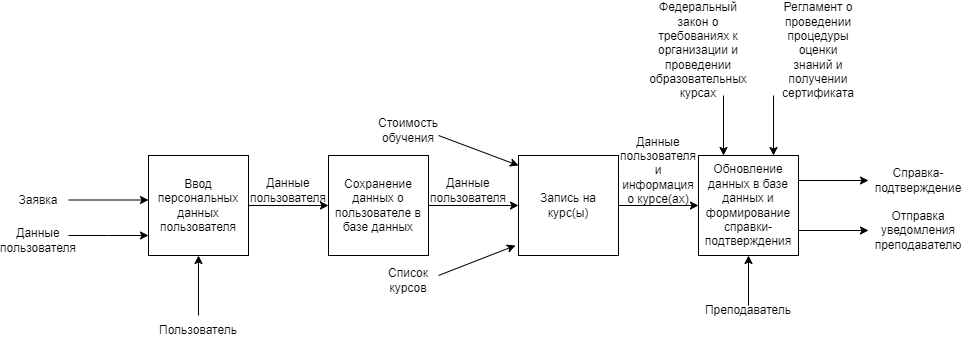 Федеральный
закон о
требованиях к
организации и
проведении
образовательных
курсах
Регламент о
проведении
процедуры
оценки
знаний и
получении
сертификата
Заявка
Данные
пользователя
Ввод
персональных
данных
пользователя
Пользователь
Данные
пользователя
Сохранение
данных о
пользователе в
базе данных
Данные
пользователя
Стоимость
обучения
Список
курсов
Запись на
курс(ы)
Данные
пользователя
и
информация
о курсе(ах)
Обновление
данных в базе
данных и
формирование
справки-
подтверждения
Преподаватель
Справка-
подтверждение
Отправка
уведомления
преподавателю